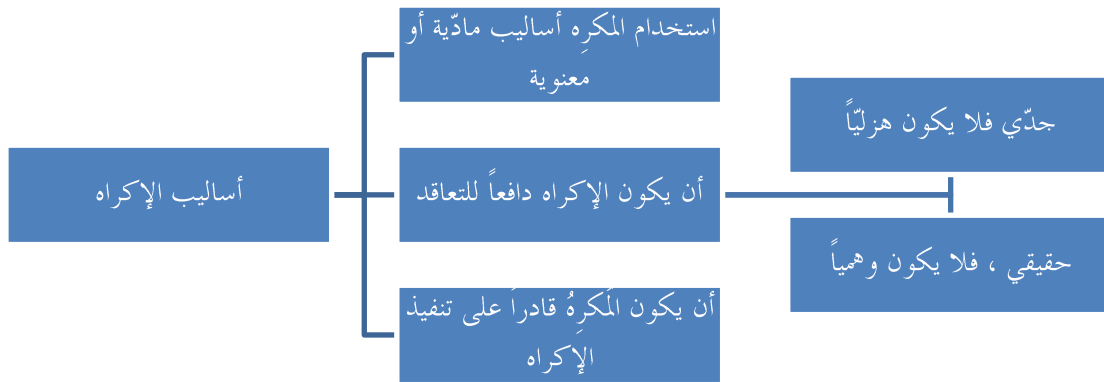 أساليب الإكراه
استخدام المكرِه أساليب مادّية أو
معنوية
أن يكون الإكراه دافعاً للتعاقد
أن يكون المَكرِهُ قادراً على تنفيذ
الإكراه
جدّي فلا يكون هزليّاً
حقيقي ، فلا يكون وهمياً